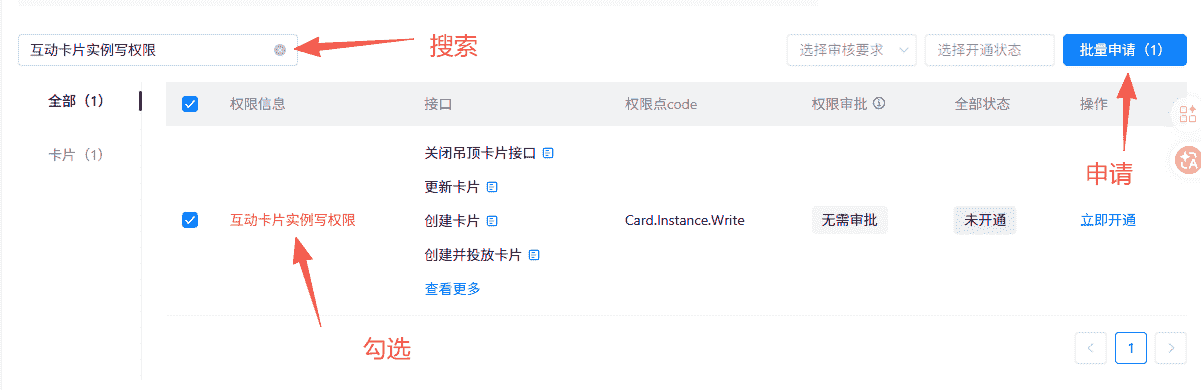 互动卡片实例写权限
搜索
选择审核要求
选择开通状态
批量申请（1）
全部（1）
卡片（1）
权限信息
接口
权限点code
权限审批
全部状态
操作
申请
关闭吊顶卡片接口
更新卡片
互动卡片实例写权限
创建卡片
Card.Instance.Write
无需审批
未开通
立即开通
创建并投放卡片
查看更多
勾选
1